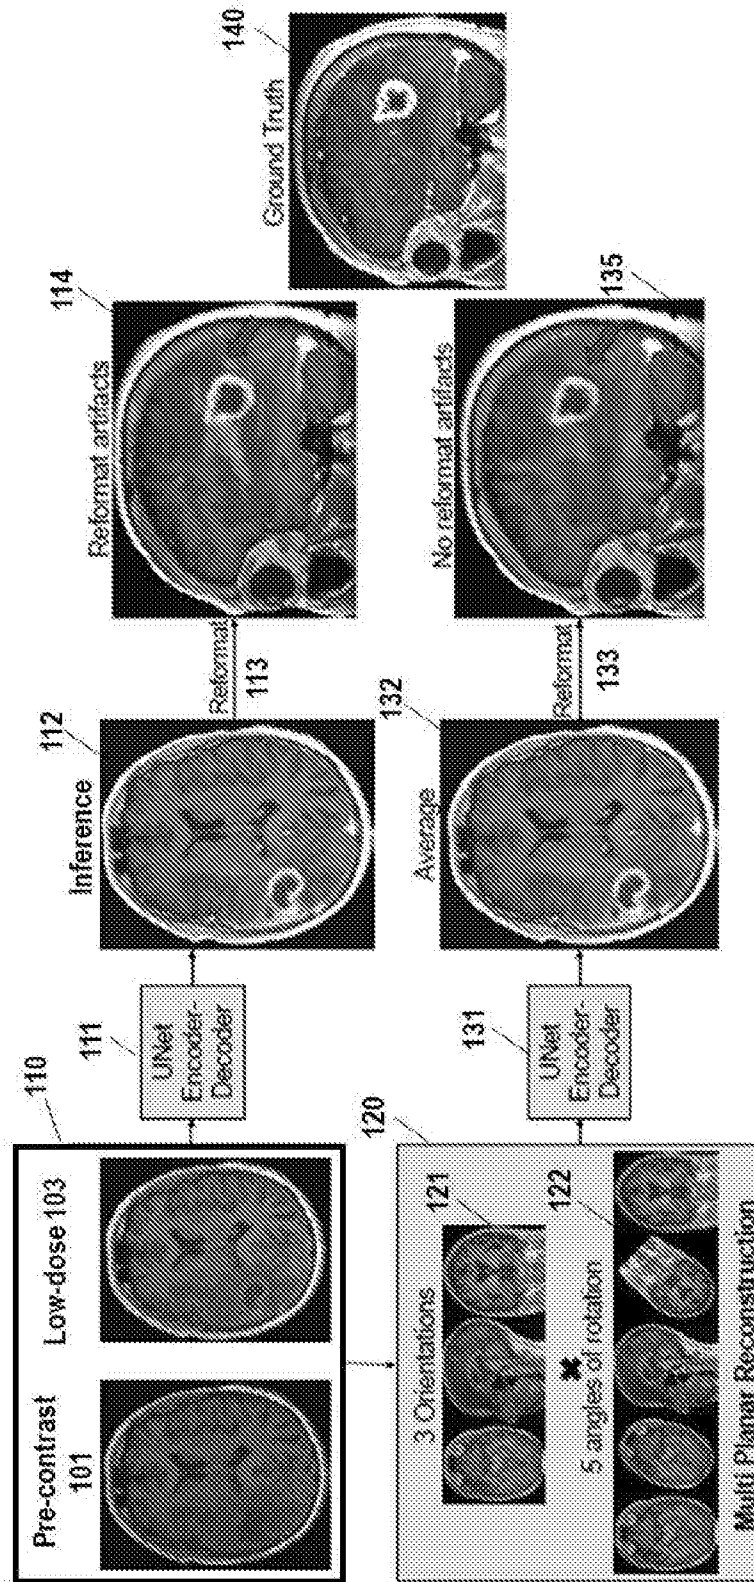 110
Pre-contrast
101
Low-dose 103
111
UNet
Encoder-
Decoder
112
Inference
Reformat
113
114
Reformat artifacts
140
Ground Truth
120
3 Orientations
121
5 angles of rotation
122
Multi Planar Reconstruction
131
UNet
Encoder-
Decoder
132
Average
Reformat
133
No reformat artifacts
135